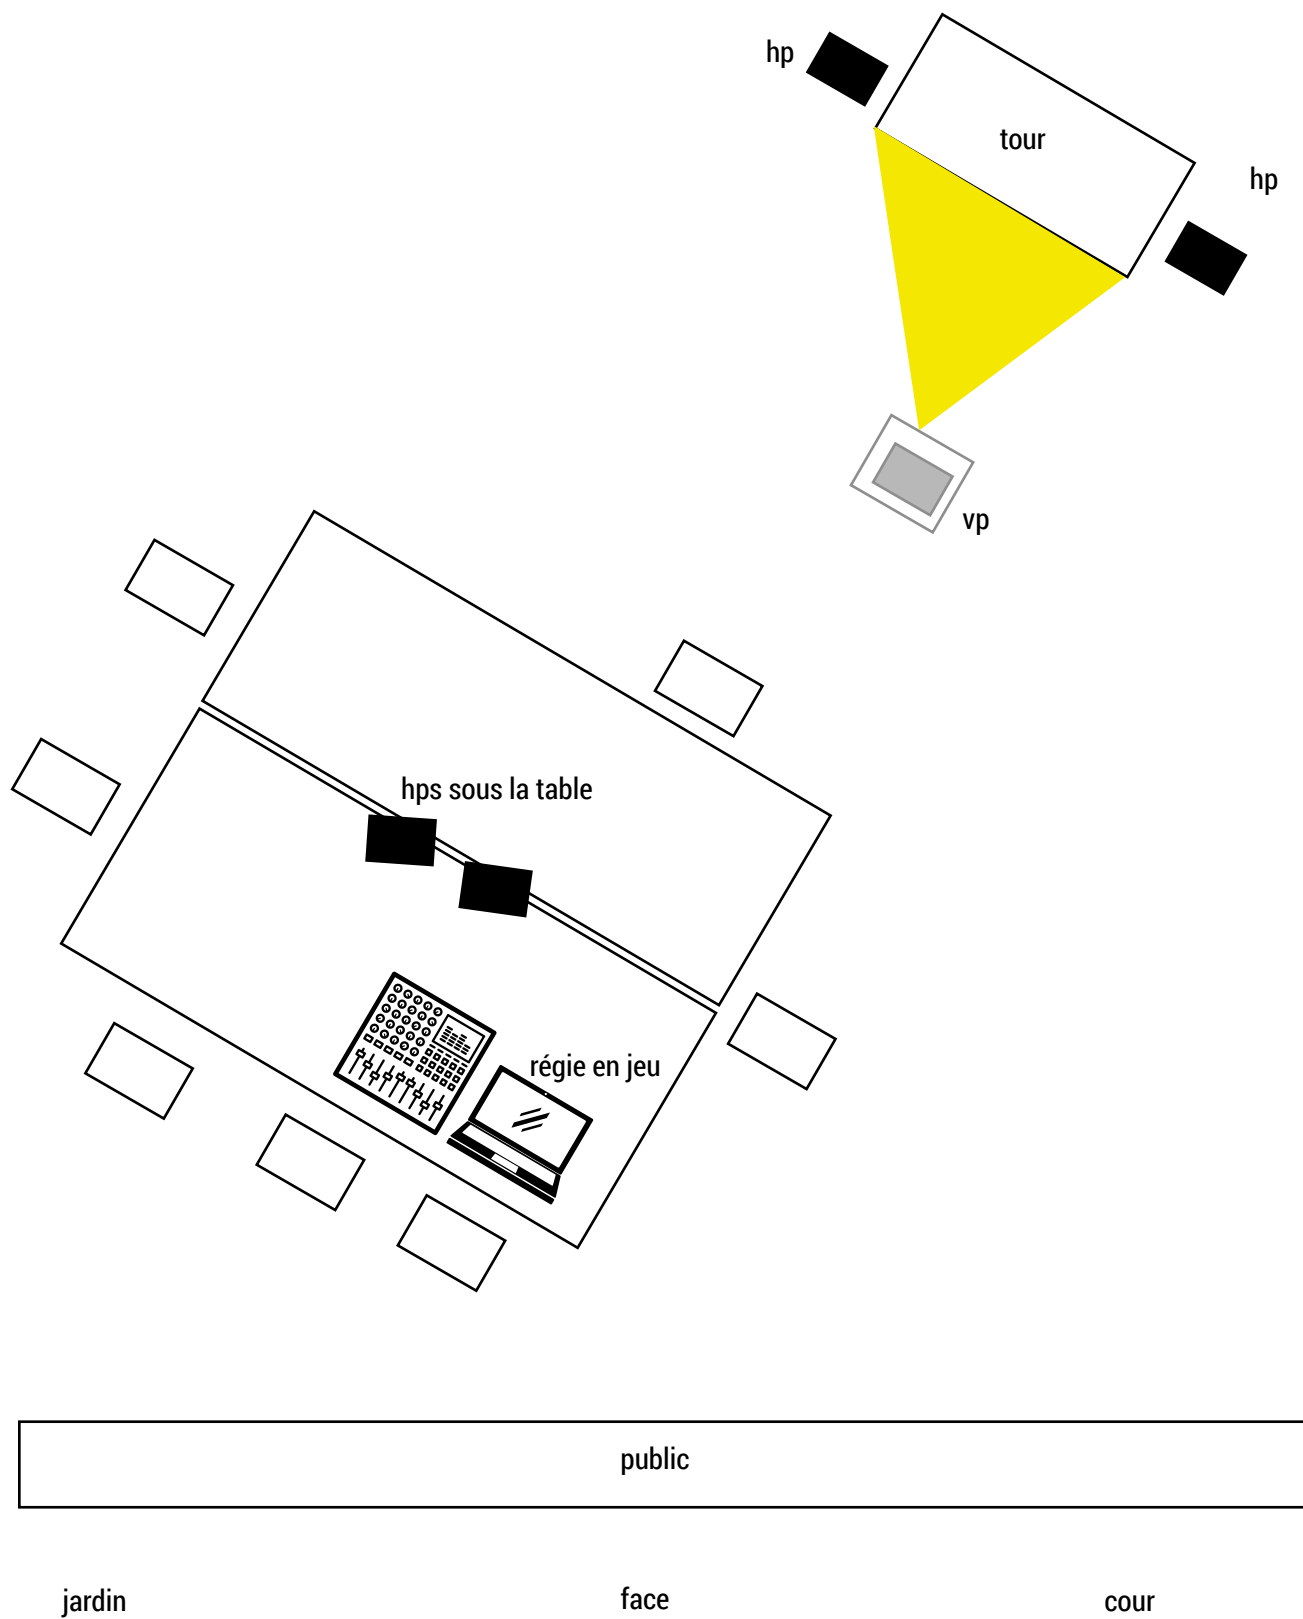 hp
tour
hp
vp
hps sous la table
régie en jeu
public
jardin
face
cour